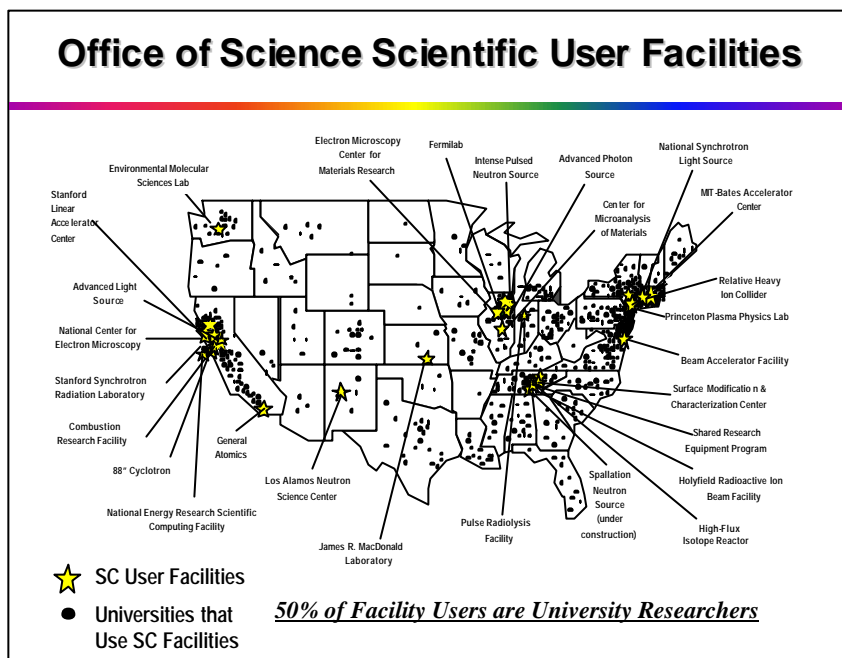 Office of Science Scientific User Facilities
Electron Microscopy
Center for
Materials Research
Fermilab
Intense Pulsed
Neutron Source
Advanced Photon
Source
National Synchrotron
Light Source
Environmental Molecular
Sciences Lab
Stanford
Linear
Accelerator
Center
Center for
Microanalysis
of Materials
MIT-Bates Accelerator
Center
Advanced Light
Source
Relative Heavy
Ion Collider
Princeton Plasma Physics Lab
National Center for
Electron Microscopy
Beam Accelerator Facility
Stanford Synchrotron
Radiation Laboratory
Surface Modification &
Characterization Center
Combustion
Research Facility
General
Atomics
Shared Research
Equipment Program
88" Cyclotron
Los Alamos Neutron
Science Center
Spallation
Neutron
Source
(under
construction)
Holyfield Radioactive Ion
Beam Facility
National Energy Research Scientific
Computing Facility
Pulse Radiolysis
Facility
High-Flux
Isotope Reactor
James R. MacDonald
Laboratory
SC User Facilities
Universities that
Use SC Facilities
50% of Facility Users are University Researchers